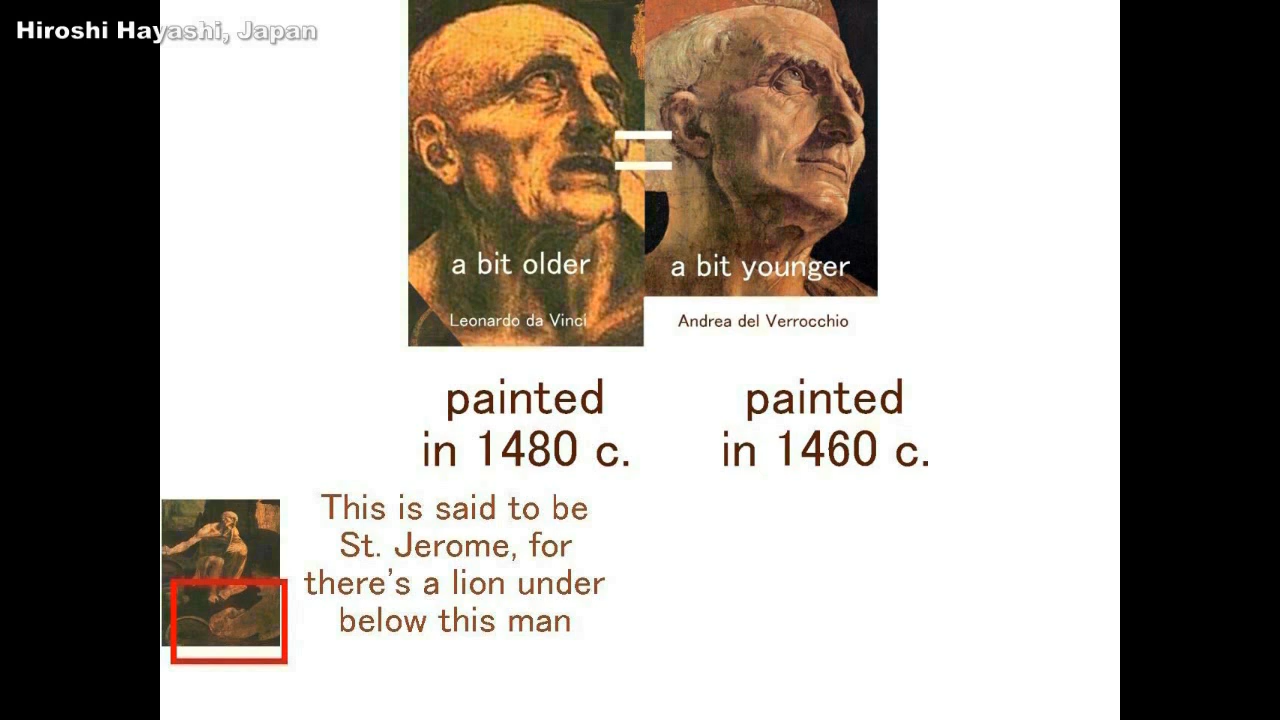 Hiroshi Hayashi, Japan
a bit older
a bit younger
Leonardo da Vinci
Andrea del Verrocchio
painted
in 1480 c.
painted
in 1460 c.
This is said to be
St. Jerome, for
there's a lion under
below this man